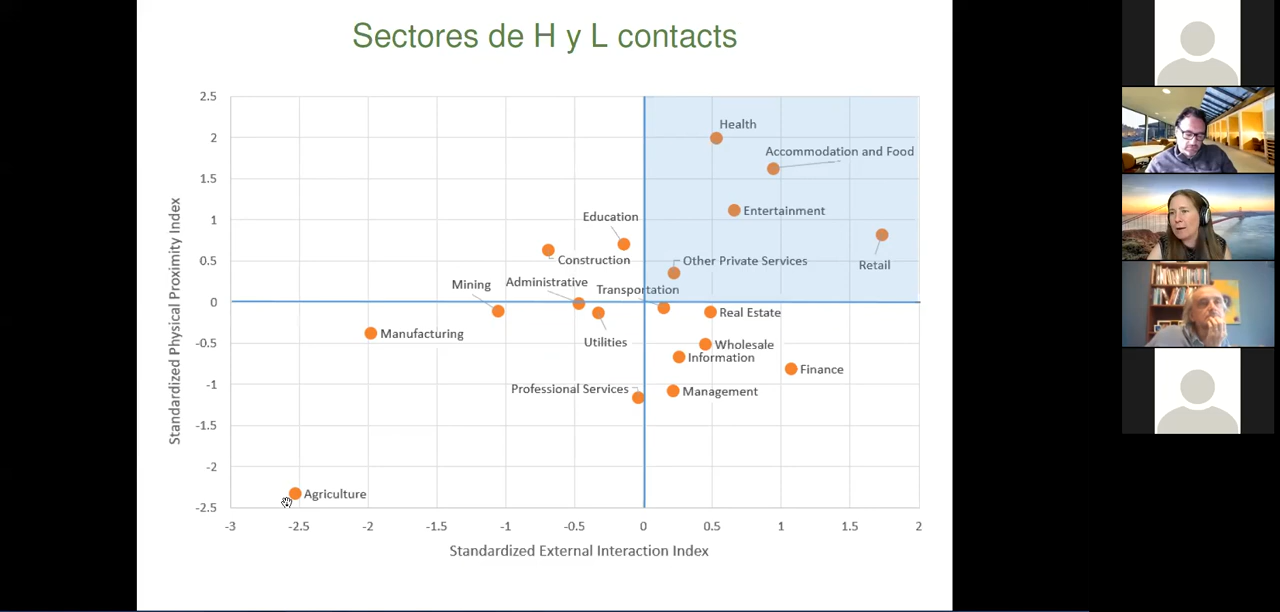 Sectores de H y L contacts
2.5
2
1.5
1
0.5
0
-0.5
-1
-1.5
-2
-2.5
Standardized Physical Proximity Index
Health
Accommodation and Food
Entertainment
Education
Retail
Construction
Other Private Services
Administrative
Transportation
Mining
Real Estate
Manufacturing
Utilities
Wholesale
Information
Finance
Professional Services
Management
Agriculture
-3
-2.5
-2
-1.5
-1
-0.5
0
0.5
1
1.5
2
Standardized External Interaction Index